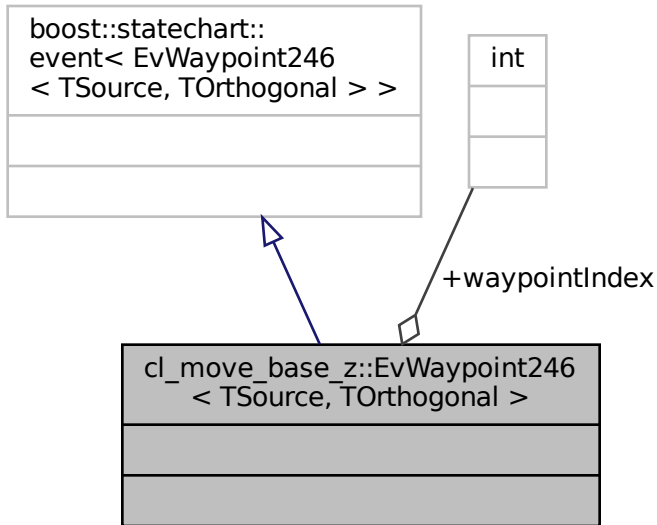 boost::statechart::
event< EvWaypoint246
< TSource, TOrthogonal > >
int
+waypointIndex
cl_move_base_z::EvWaypoint246
< TSource, TOrthogonal >